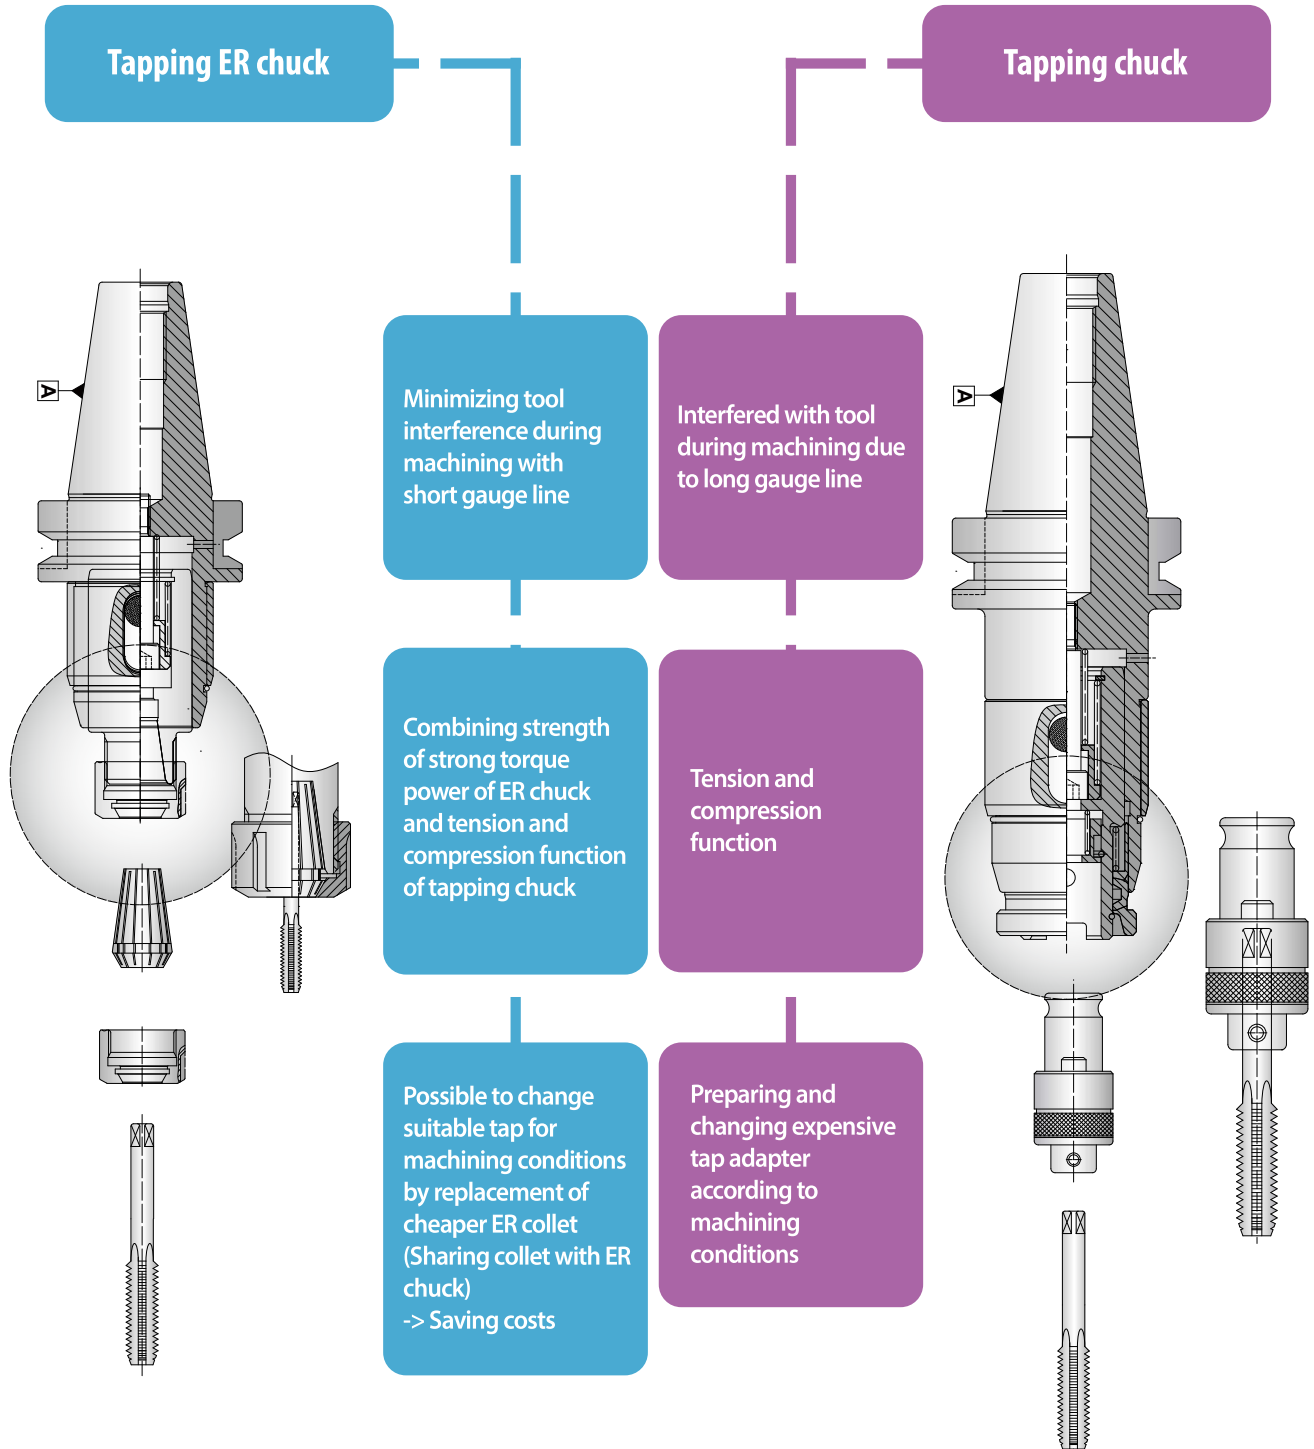 Tapping ER chuck
Tapping chuck
A
Minimizing tool
interference during
machining with
short gauge line
Interfered with tool
during machining due
to long gauge line
A
Combining strength
of strong torque
power of ER chuck
and tension and
compression function
of tapping chuck
Tension and
compression
function
Possible to change
suitable tap for
machining conditions
by replacement of
cheaper ER collet
(Sharing collet with ER
chuck)
-> Saving costs
Preparing and
changing expensive
tap adapter
according to
machining
conditions